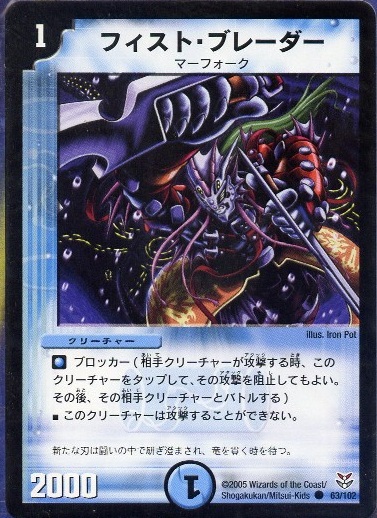 1
フィスト・ブレーダー
マーフォーク
illus. Iron Pot
クリーチャー
ブロッカー(相手クリーチャーが攻撃する時、この
クリーチャーをタップして、その攻撃を阻止してもよい。
その後、その相手クリーチャーとバトルする)
■ このクリーチャーは攻撃することができない。
新たな刃は闘いの中で研ぎ澄まされ、竜を貫く時を待つ。
2000
1
©2005 Wizards of the Coast/
Shogakukan/Mitsui-Kids ● 63/102